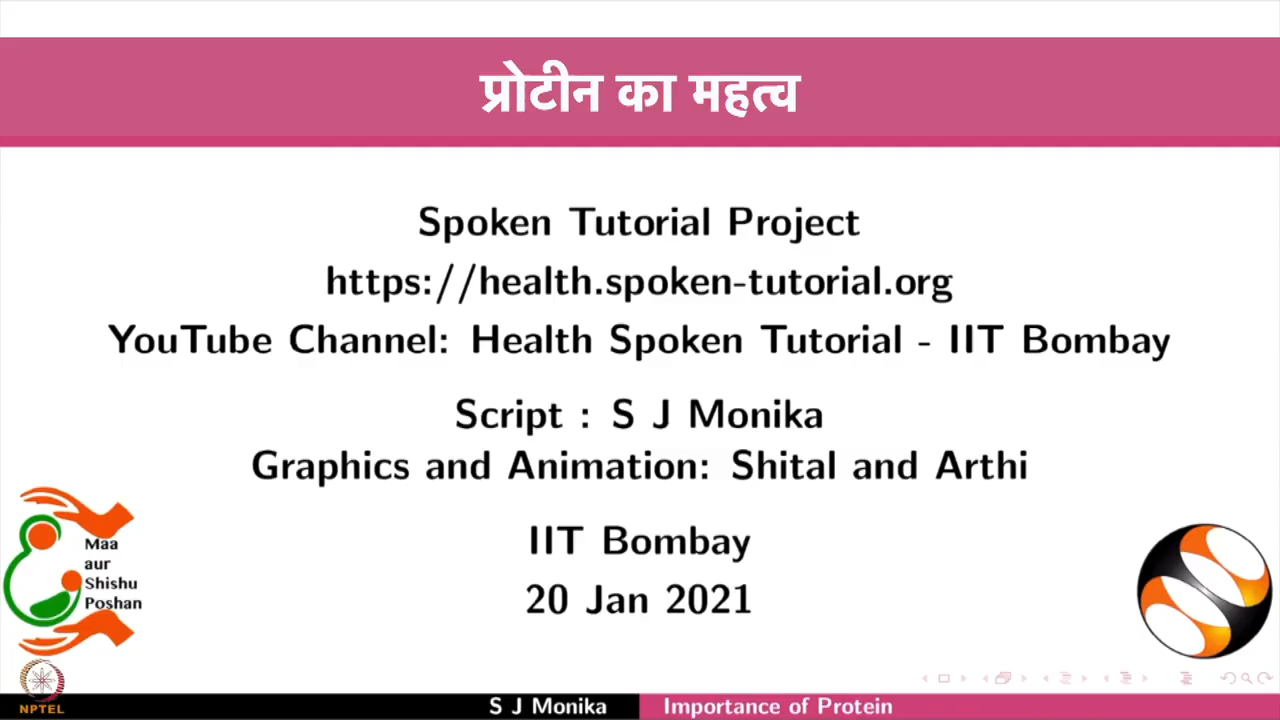 प्रोटीन का महत्व
Spoken Tutorial Project
https://health.spoken-tutorial.org
YouTube Channel: Health Spoken Tutorial - IIT Bombay
Script : S J Monika
Graphics and Animation: Shital and Arthi
IIT Bombay
20 Jan 2021
Maa
aur
Shishu
Poshan
NPTEL
S J Monika
Importance of Protein